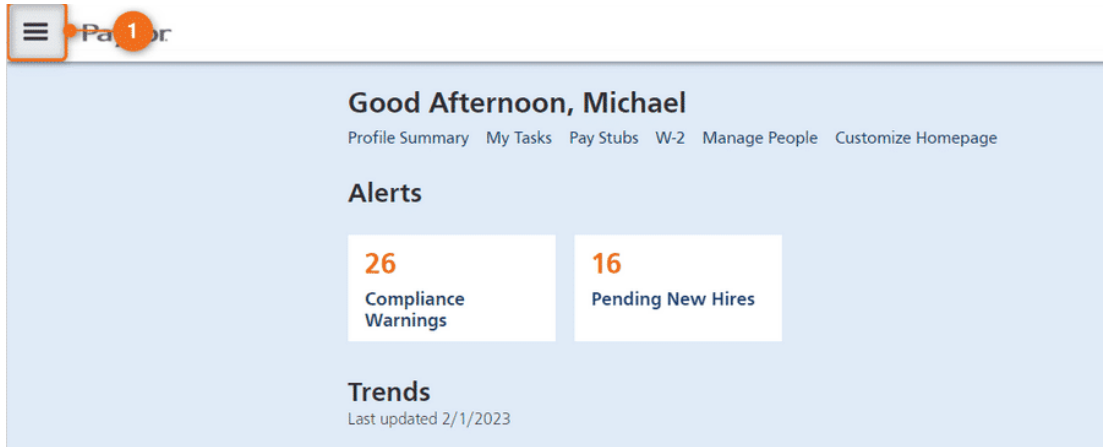 1
Good Afternoon, Michael
Profile Summary My Tasks Pay Stubs W-2 Manage People Customize Homepage
Alerts
26
Compliance
Warnings
16
Pending New Hires
Trends
Last updated 2/1/2023